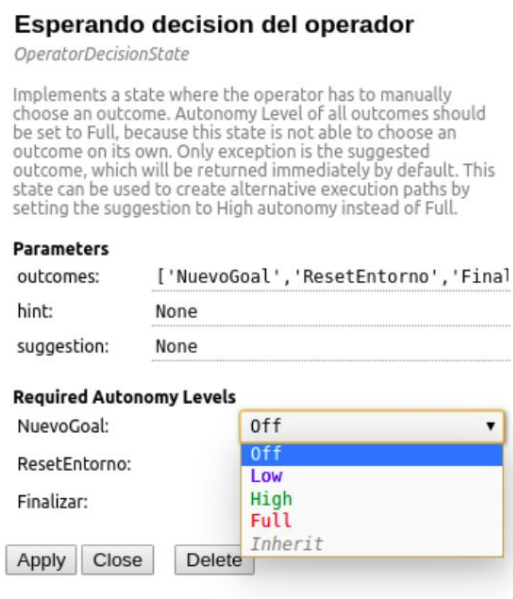 Esperando decision del operador
OperatorDecisionState
Implements a state where the operator has to manually
choose an outcome. Autonomy Level of all outcomes should
be set to Full, because this state is not able to choose an
outcome on its own. Only exception is the suggested
outcome, which will be returned immediately by default. This
state can be used to create alternative execution paths by
setting the suggestion to High autonomy instead of Full.
Parameters
outcomes: ['NuevoGoal','ResetEntorno','Final
hint: None
suggestion: None
Required Autonomy Levels
NuevoGoal: Off
Off
ResetEntorno:
Low
High
Finalizar:
Full
Inherit
Apply Close Delete